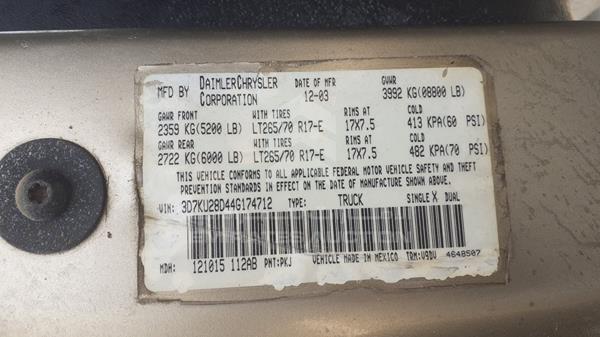 MFD BY DAIMLERCHRYSLER CORPORATION DATE OF MFR 12-03 GVWR 3992 KG(08800 LB)
GAWR FRONT WITH TIRES RIMS AT COLD
2359 KG(5200 LB) LT265/70 R17-E 17X7.5 413 KPA(60 PSI)
GAWR REAR WITH TIRES RIMS AT COLD
2722 KG(6000 LB) LT265/70 R17-E 17X7.5 482 KPA(70 PSI)
THIS VEHICLE CONFORMS TO ALL APPLICABLE FEDERAL MOTOR VEHICLE SAFETY AND THEFT
PREVENTION STANDARDS IN EFFECT ON THE DATE OF MANUFACTURE SHOWN ABOVE.
VIN: 3D7KU28D44G174712 TYPE: TRUCK SINGLE X DUAL
MDH: 121015 112AB PNT:PKJ VEHICLE MADE IN MEXICO TRM:V9DV 4648507